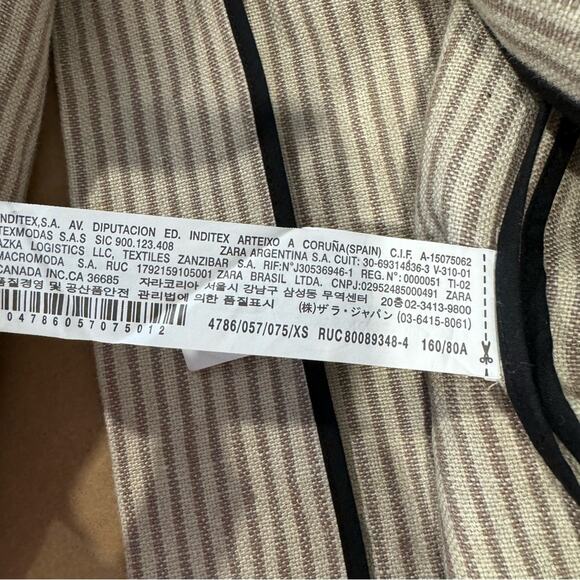 INDITEX,S.A. AV. DIPUTACION ED. INDITEX ARTEIXO A CORUÑA(SPAIN) C.I.F. A-15075062
TEXMODAS S.A.S SIC 900.123.408 ZARA ARGENTINA S.A. CUIT: 30-69314836-3 V-310-01
AZKA LOGISTICS LLC, TEXTILES ZANZIBAR S.A. RIF:N°J30536946-1 REG.N°: 0000051 TI-02
MACROMODA S.A. RUC 1792159105001 ZARA BRASIL LTDA. CNPJ:02952485000491 ZARA
CANADA INC.CA 36685 자라코리아 서울시 강남구 삼성동 무역센터 20층02-3413-9800
품질경영 및 공산품안전 관리법에 의한 품질표시 (株) ザラ・ジャパン (03-6415-8061)
04786057075012 4786/057/075/XS RUC80089348-4 160/80A